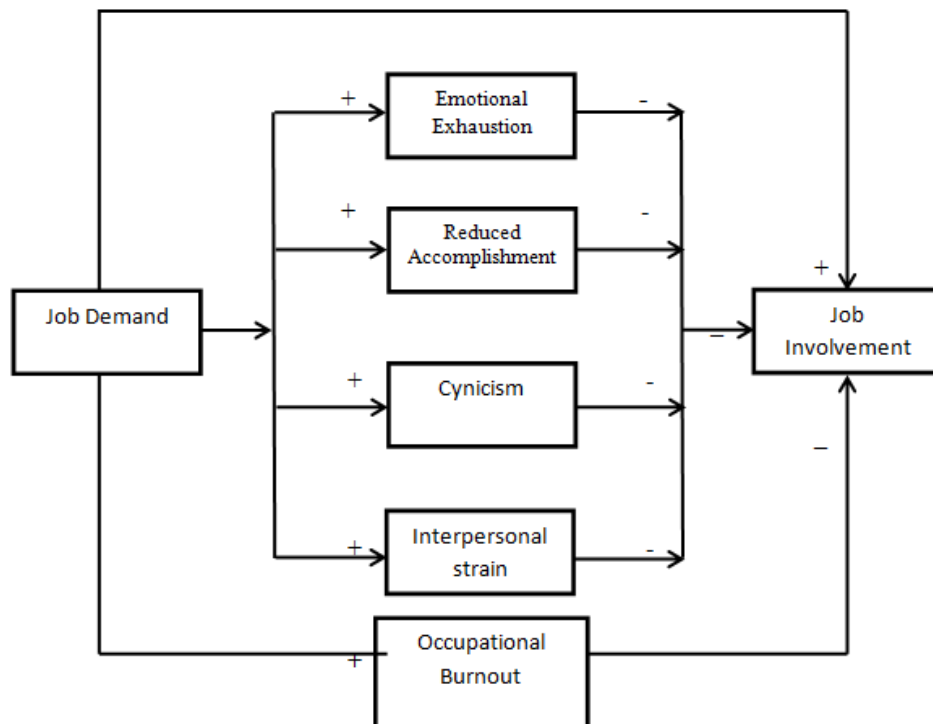 +
Emotional
Exhaustion
-
+
Reduced
Accomplishment
-
Job Demand
+
Job
Involvement
–
+
Cynicism
-
–
+
Interpersonal
strain
-
+
Occupational
Burnout